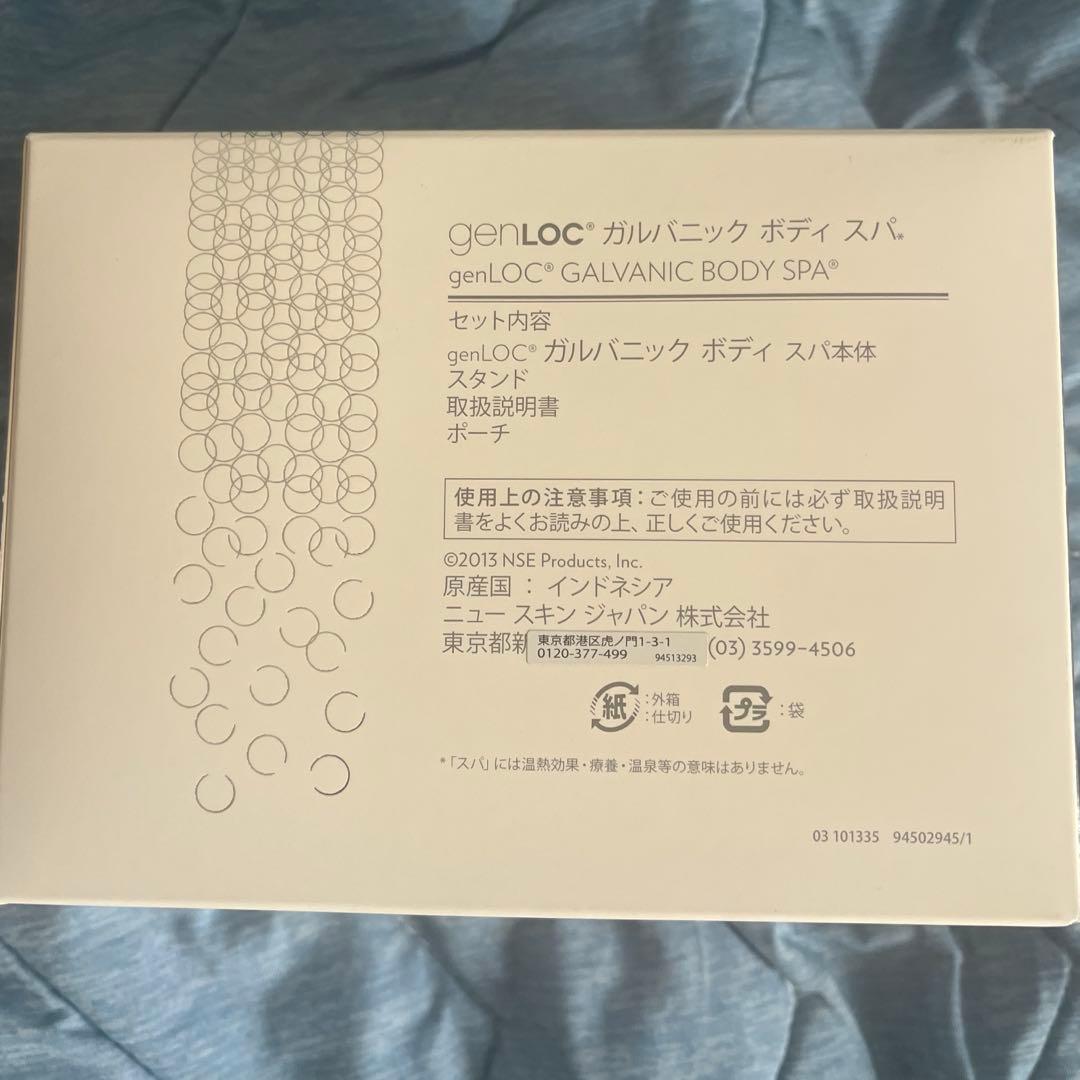 genLOC® ガルバニック ボディ スパ*
genLOC® GALVANIC BODY SPA®
セット内容
genLOC® ガルバニック ボディ スパ本体
スタンド
取扱説明書
ポーチ
使用上の注意事項：ご使用の前には必ず取扱説明
書をよくお読みの上、正しくご使用ください。
©2013 NSE Products, Inc.
原産国 ： インドネシア
ニュー スキン ジャパン 株式会社
東京都新
東京都港区虎ノ門1-3-1
0120-377-499 94513293
(03) 3599-4506
紙 :外箱
:仕切り
プラ :袋
*「スパ」には温熱効果・療養・温泉等の意味はありません。
03 101335 94502945/1